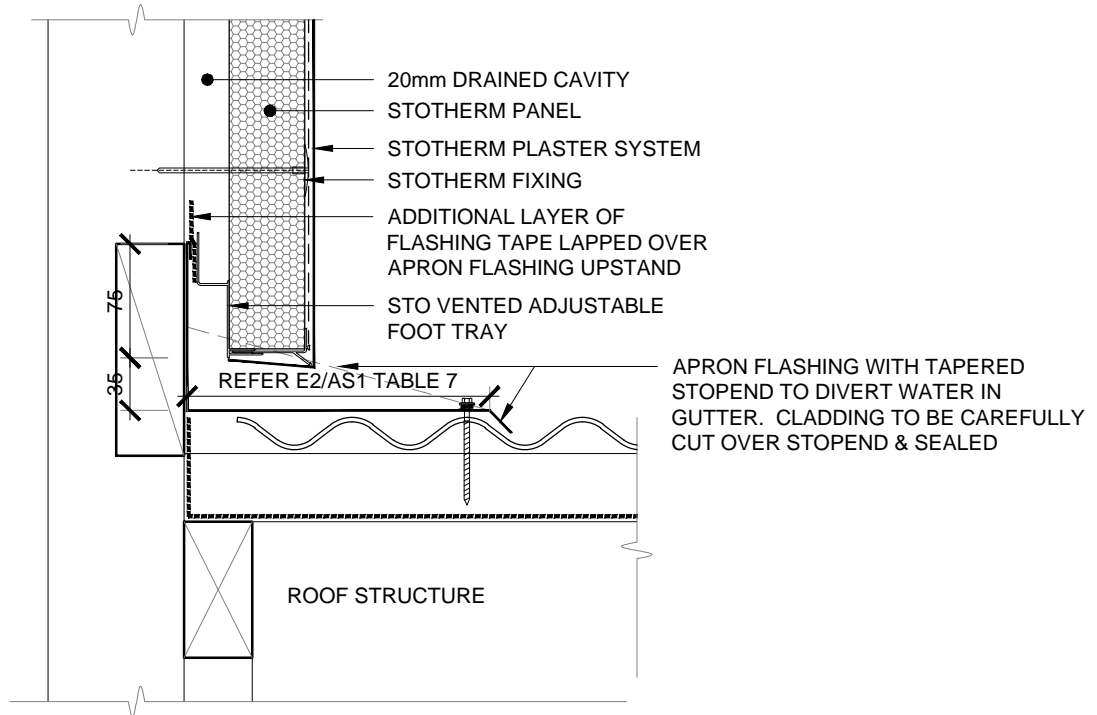 20mm DRAINED CAVITY
STOTHERM PANEL
STOTHERM PLASTER SYSTEM
STOTHERM FIXING
ADDITIONAL LAYER OF
FLASHING TAPE LAPPED OVER
APRON FLASHING UPSTAND
STO VENTED ADJUSTABLE
FOOT TRAY
75
35
REFER E2/AS1 TABLE 7
APRON FLASHING WITH TAPERED
STOPEND TO DIVERT WATER IN
GUTTER. CLADDING TO BE CAREFULLY
CUT OVER STOPEND & SEALED
ROOF STRUCTURE